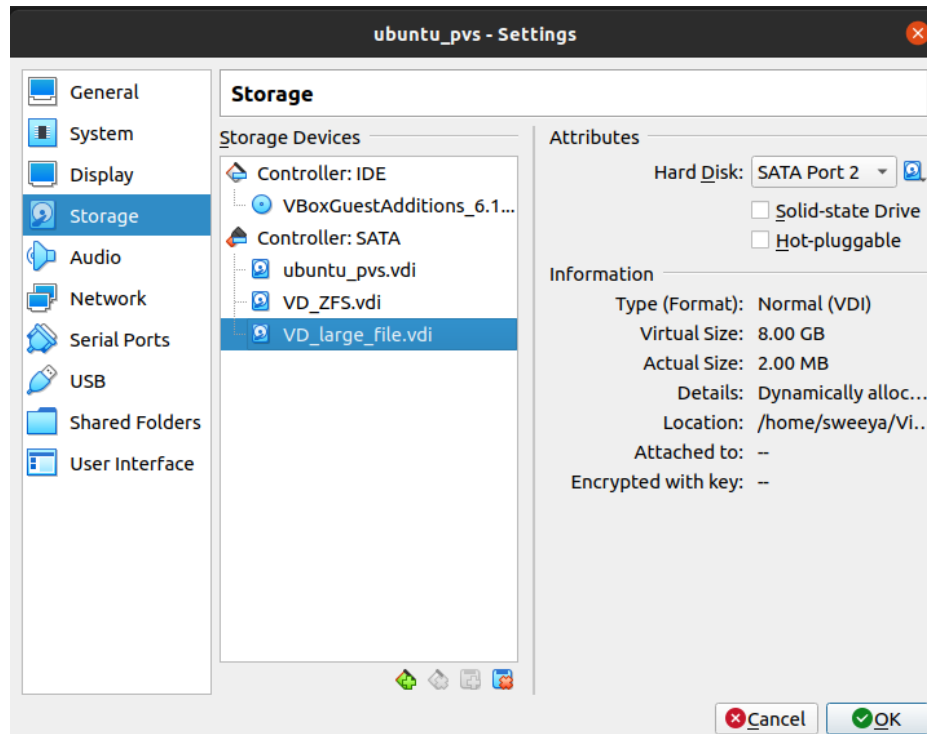 ubuntu_pvs - Settings
General
System
Display
Storage
Audio
Network
Serial Ports
USB
Shared Folders
User Interface
Storage
Storage Devices
Controller: IDE
VBoxGuestAdditions_6.1...
Controller: SATA
ubuntu_pvs.vdi
VD_ZFS.vdi
VD_large_file.vdi
Attributes
Hard Disk: SATA Port 2
Solid-state Drive
Hot-pluggable
Information
Type (Format): Normal (VDI)
Virtual Size: 8.00 GB
Actual Size: 2.00 MB
Details: Dynamically alloc...
Location: /home/sweeya/Vi...
Attached to: --
Encrypted with key: --
Cancel OK